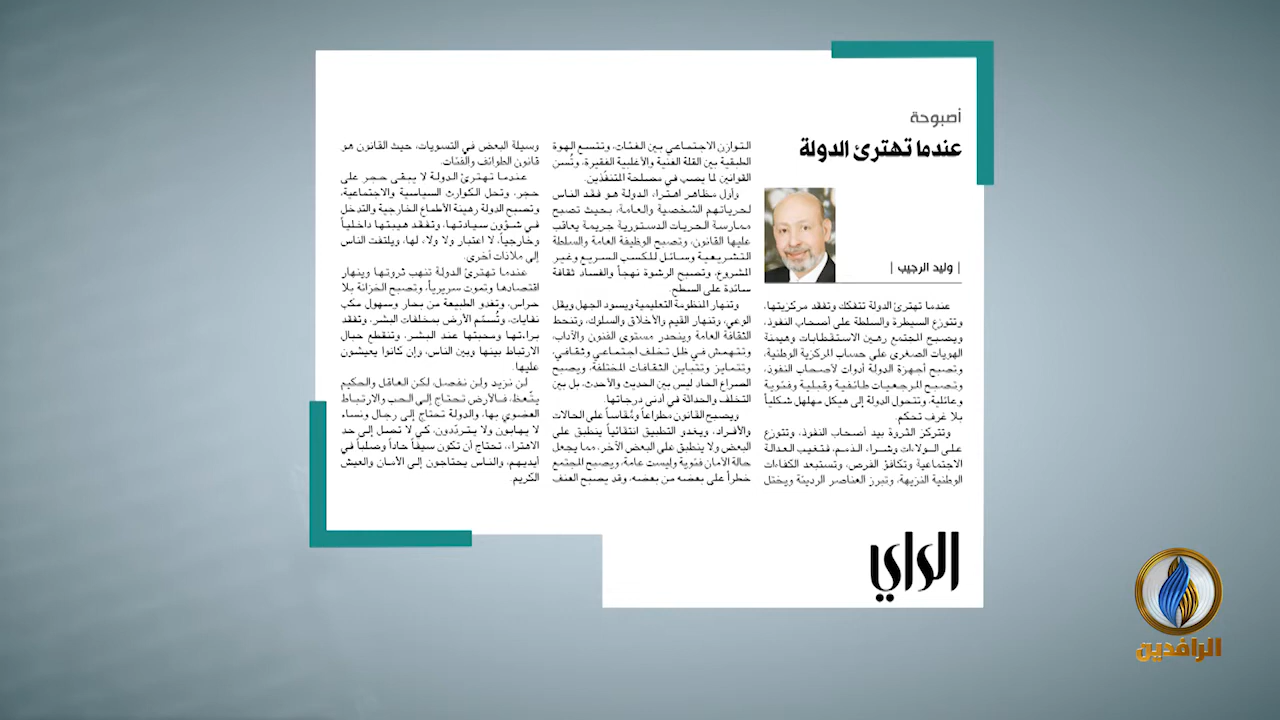 أصبوحة
عندما تهترئ الدولة
| وليد الرجيب |
عندما تهترئ الدولة تتفكك وتفقد مركزيتها،
وتتوزع السيطرة والسلطة على أصحاب النفوذ،
ويصبح المجتمع رهين الاستقطابات وهيمنة
الهويات الصغرى على حساب المركزية الوطنية،
وتصبح أجهزة الدولة أدوات لأصحاب النفوذ،
وتصبح المرجعيات طائفية وقبلية وفئوية
وعائلية، وتتحول الدولة إلى هيكل مهلهل شكلياً
بلا غرف تحكم.
وتتركز الثروة بيد أصحاب النفوذ، وتتوزع
على الولاءات وشراء الذمم، فتغيب العدالة
الاجتماعية وتكافؤ الفرص، وتستبعد الكفاءات
الوطنية النزيهة، وتبرز العناصر الرديئة ويختل
التوازن الاجتماعي بين الفئات، وتتسع الهوة
الطبقية بين القلة الغنية والأغلبية الفقيرة، وتُسن
القوانين لما يصب في مصلحة المتنفّذين.
وأول مظاهر اهتراء الدولة هو فقد الناس
لحرياتهم الشخصية والعامة، بحيث تصبح
ممارسة الحريات الدستورية جريمة يعاقب
عليها القانون، وتصبح الوظيفة العامة والسلطة
التشريعية وسائل للكسب السريع وغير
المشروع، وتصبح الرشوة نهجاً والفساد ثقافة
سائدة على السطح.
وتنهار المنظومة التعليمية ويسود الجهل ويقل
الوعي، وتنهار القيم والأخلاق والسلوك، وتنحط
الثقافة العامة وينحدر مستوى الفنون والآداب،
وتتهمش في ظل تخلف اجتماعي وثقافي،
وتتمايز وتتباين الثقافات المختلفة، ويصبح
الصراع الحاد ليس بين الحديث والأحدث، بل بين
التخلف والحداثة في أدنى درجاتها.
ويصبح القانون مطّاعاً ومُقاساً على الحالات
والأفراد، ويغدو التطبيق انتقائياً ينطبق على
البعض ولا ينطبق على البعض الآخر، مما يجعل
حالة الأمان فئوية وليست عامة، ويصبح المجتمع
خطراً على بعضه من بعضه، وقد يصبح العنف
وسيلة البعض في التسويات، حيث القانون هو
قانون الطوائف والفئات.
عندما تهترئ الدولة لا يبقى حجر على
حجر، وتحل الكوارث السياسية والاجتماعية،
وتصبح الدولة رهينة الأطماع الخارجية والتدخل
في شؤون سيادتها، وتفقد هيبتها داخلياً
وخارجياً، لا اعتبار ولا ولاء لها، ويلتفت الناس
إلى ملاذات أخرى.
عندما تهترئ الدولة تنهب ثروتها وينهار
اقتصادها وتموت سريرياً، وتصبح الخزانة بلا
حراس، وتغدو الطبيعة من بحار وسهول مكب
نفايات، وتُسمّم الأرض بمخلفات البشر، وتفقد
براءتها ومحبتها عند البشر، وتنقطع حبال
الارتباط بينها وبين الناس، وإن كانوا يعيشون
عليها.
لن نزيد ولن نفصل، لكن العاقل والحكيم
يتّعظ، فالأرض تحتاج إلى الحب والارتباط
العضوي بها، والدولة تحتاج إلى رجال ونساء
لا يهابون ولا يتردّدون، كي لا تصل إلى حد
الاهتراء، تحتاج أن تكون سيفاً حاداً وصلباً في
أيديهم، والناس يحتاجون إلى الأمان والعيش
الكريم.
الراي
الرافدين